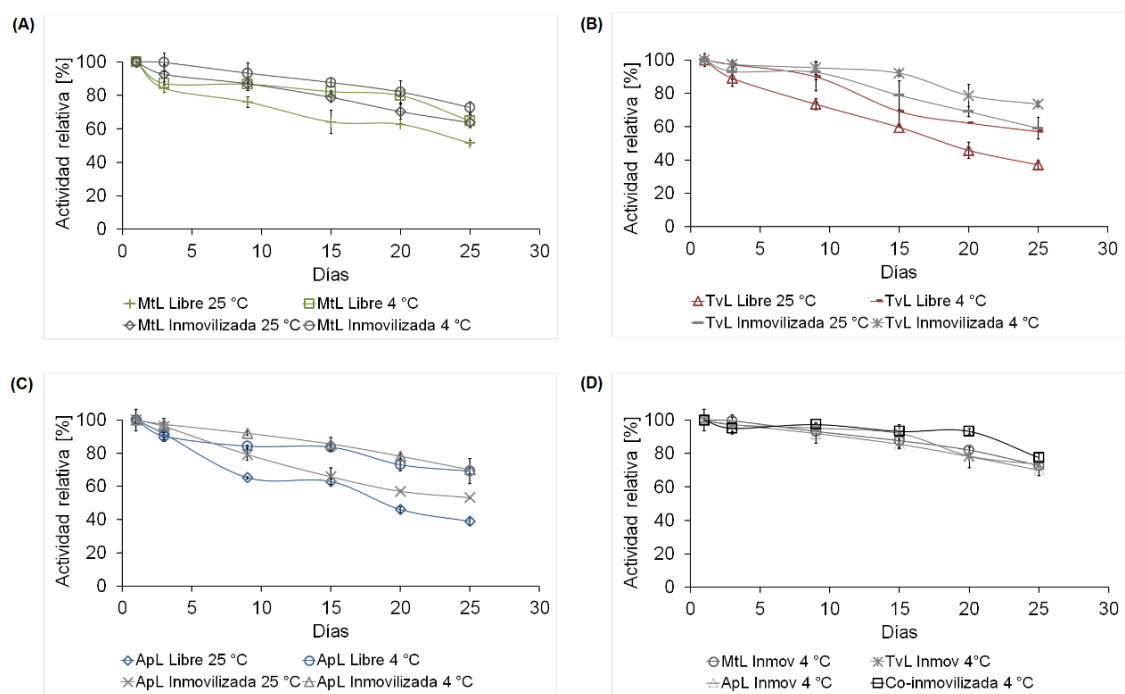 (A)
Actividad relativa [%]
100
80
60
40
20
0
0 5 10 15 20 25 30
Días
MtL Libre 25 °C MtL Libre 4 °C
MtL Inmovilizada 25 °C MtL Inmovilizada 4 °C
(B)
Actividad relativa [%]
100
80
60
40
20
0
0 5 10 15 20 25 30
Días
TvL Libre 25 °C TvL Libre 4 °C
TvL Inmovilizada 25 °C TvL Inmovilizada 4 °C
(C)
Actividad relativa [%]
100
80
60
40
20
0
0 5 10 15 20 25 30
Días
ApL Libre 25 °C ApL Libre 4 °C
ApL Inmovilizada 25 °C ApL Inmovilizada 4 °C
(D)
Actividad relativa [%]
100
80
60
40
20
0
0 5 10 15 20 25 30
Días
MtL Inmov 4 °C TvL Inmov 4°C
ApL Inmov 4 °C Co-inmovilizada 4 °C